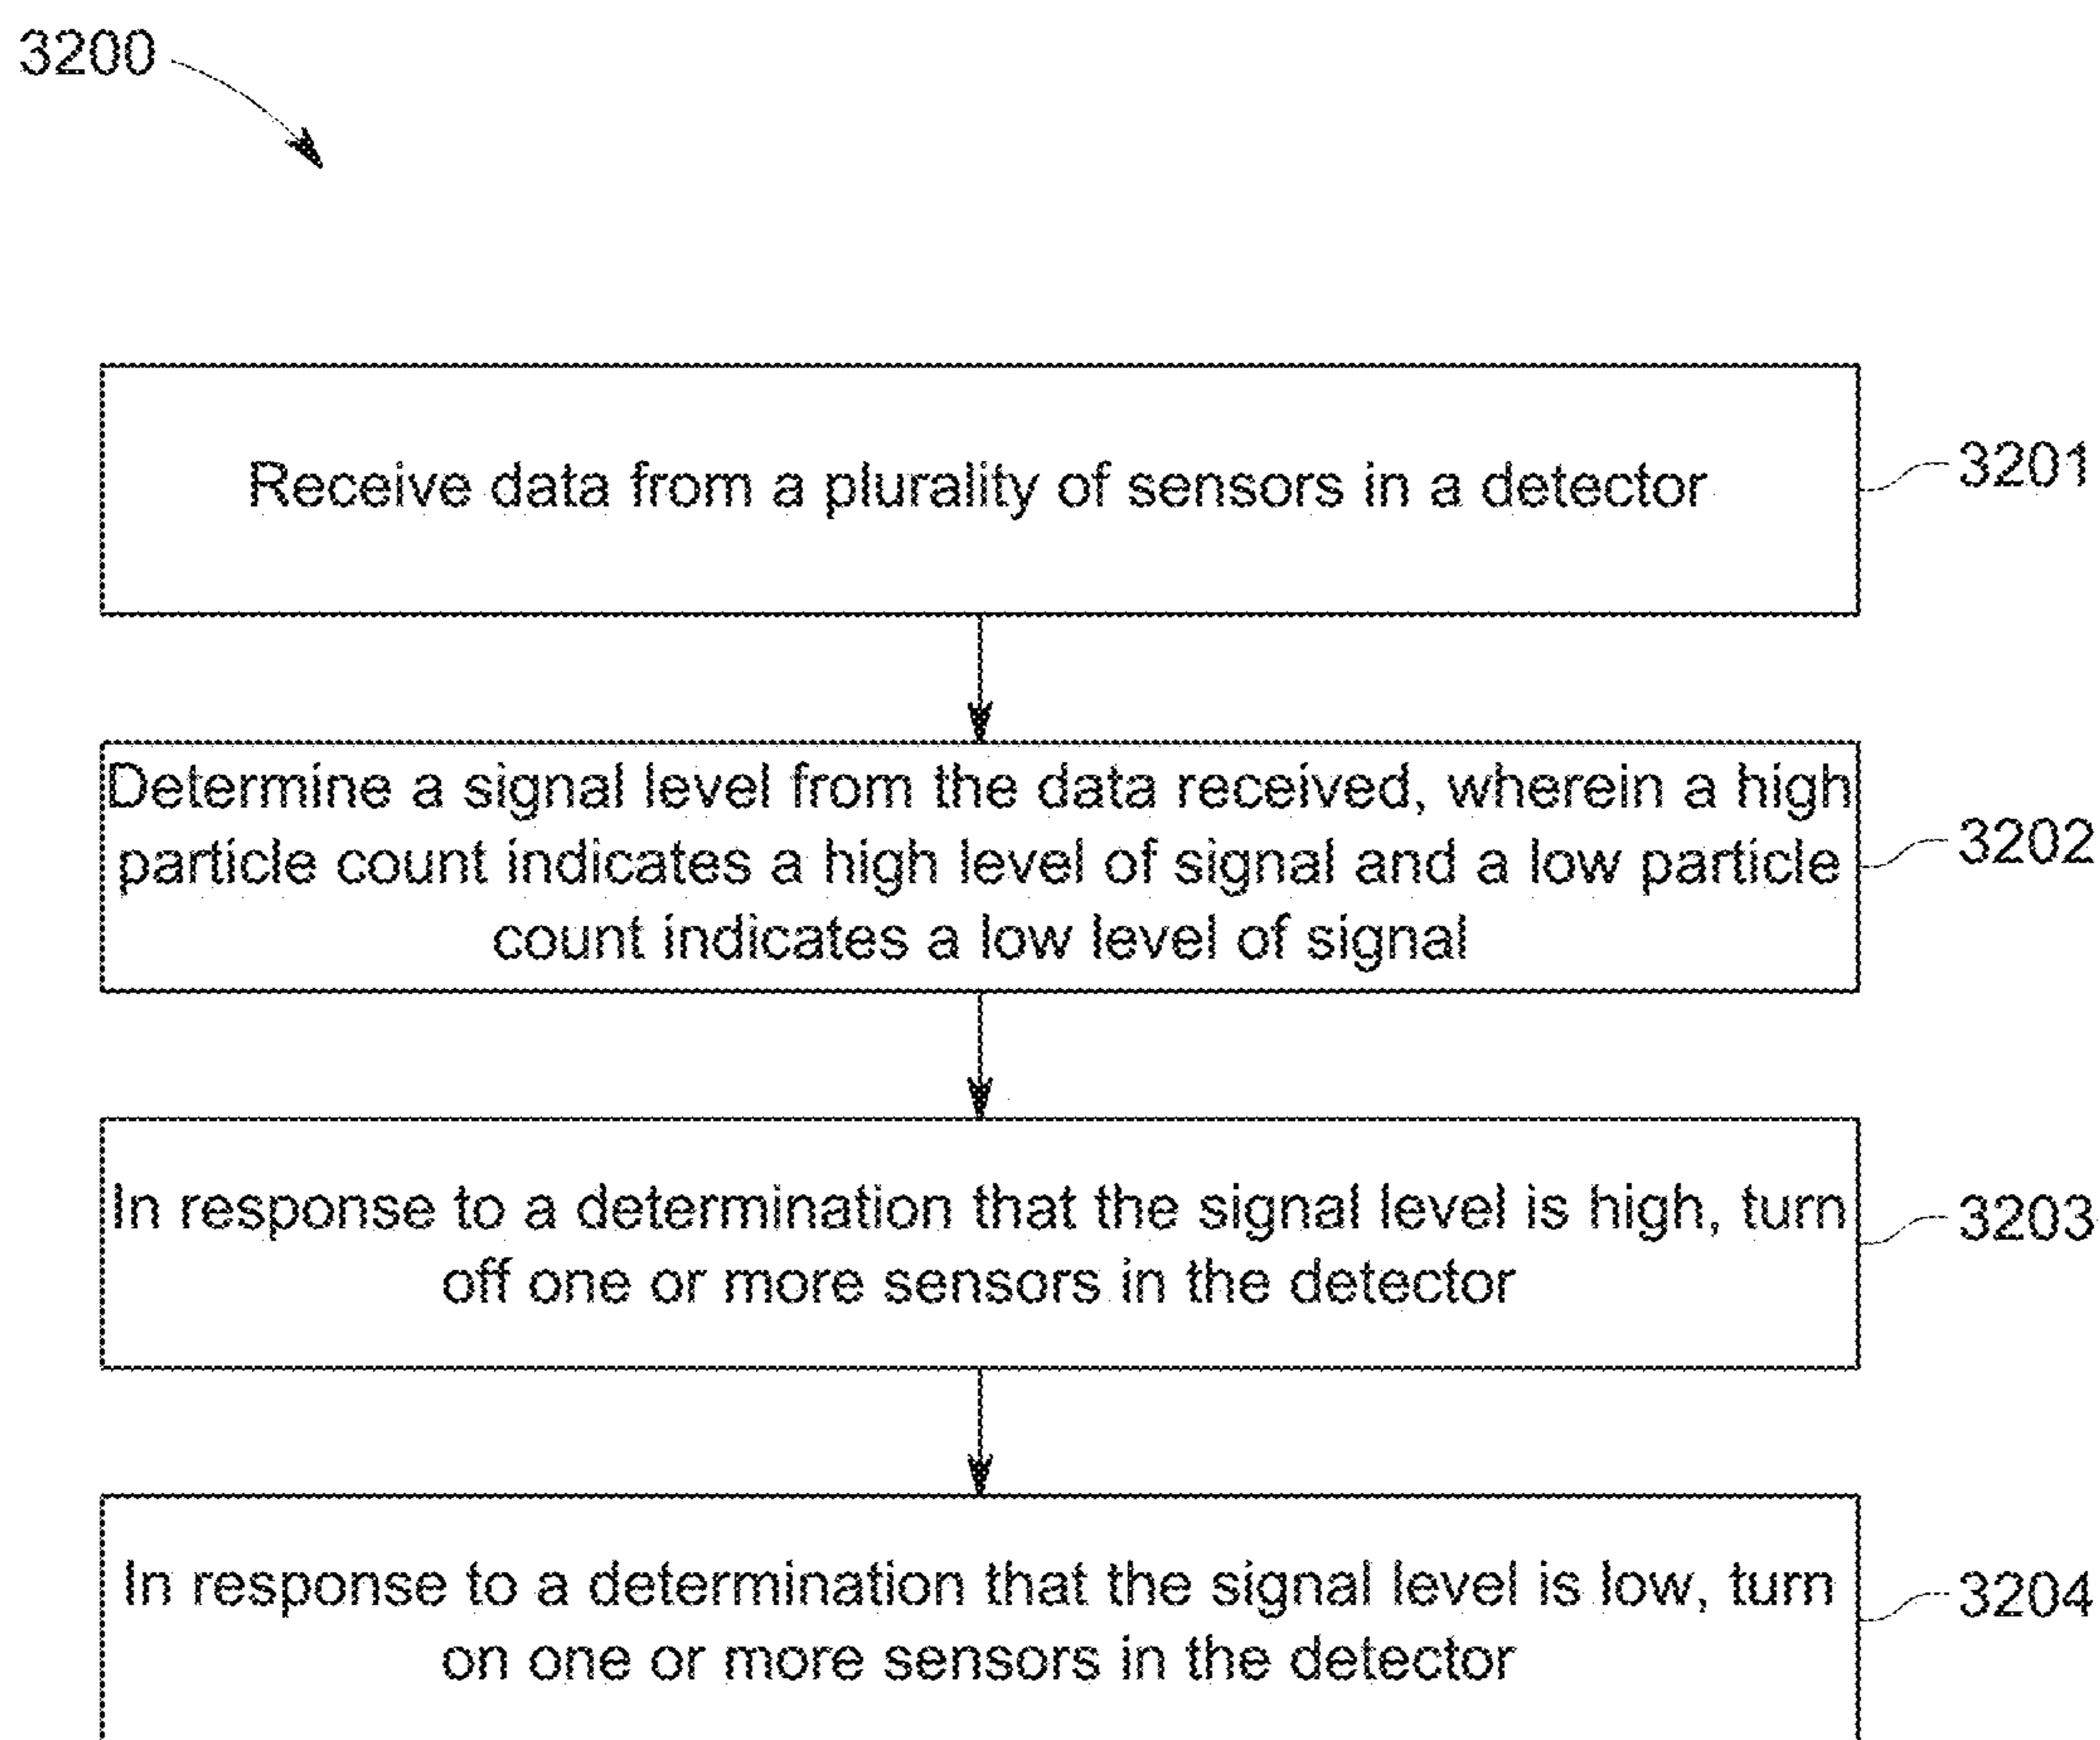 3200
Receive data from a plurality of sensors in a detector
3201
Determine a signal level from the data received, wherein a high
particle count indicates a high level of signal and a low particle
count indicates a low level of signal
3202
In response to a determination that the signal level is high, turn
off one or more sensors in the detector
3203
In response to a determination that the signal level is low, turn
on one or more sensors in the detector
3204